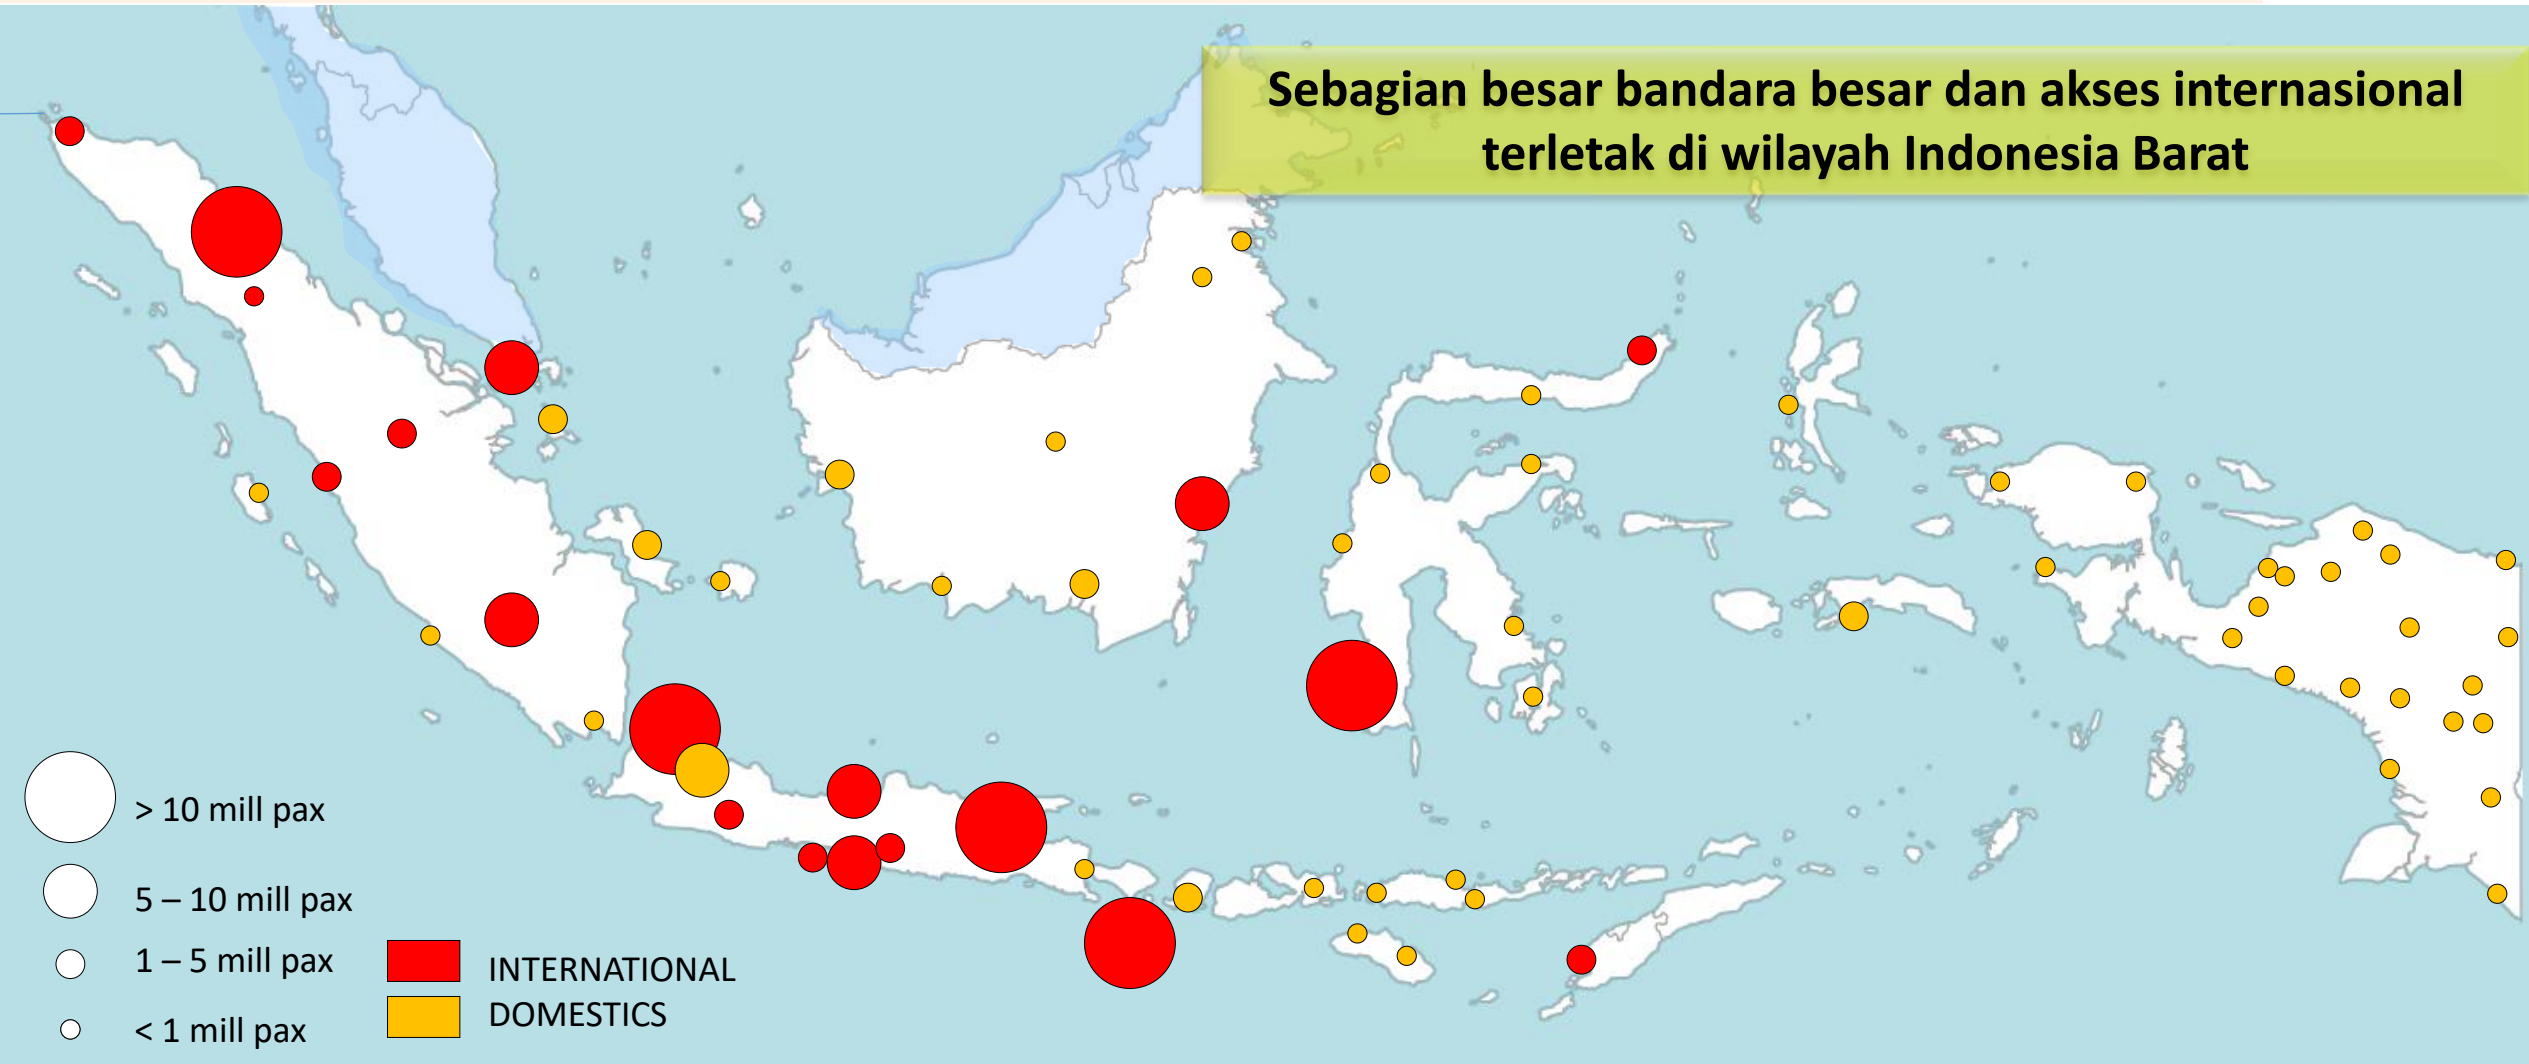 Sebagian besar bandara besar dan akses internasional
terletak di wilayah Indonesia Barat
> 10 mill pax
5 – 10 mill pax
1 – 5 mill pax
< 1 mill pax
INTERNATIONAL
DOMESTICS